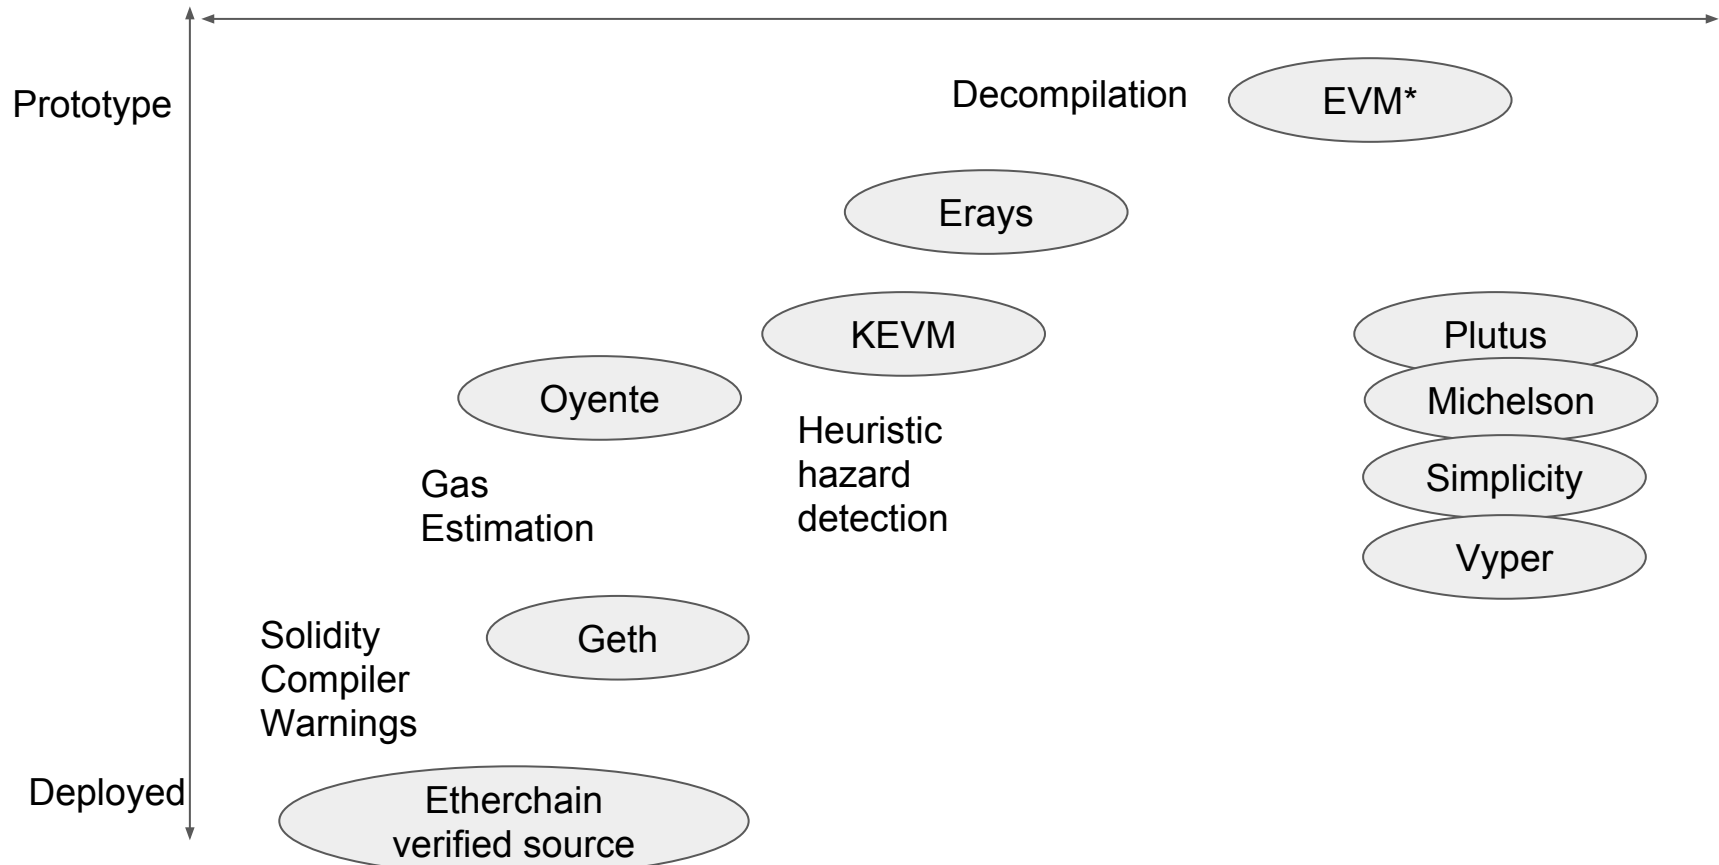 Prototype
Decompilation
EVM*
Erays
KEVM
Plutus
Oyente
Michelson
Heuristic
hazard
detection
Gas
Estimation
Simplicity
Vyper
Solidity
Compiler
Warnings
Geth
Deployed
Etherchain
verified source